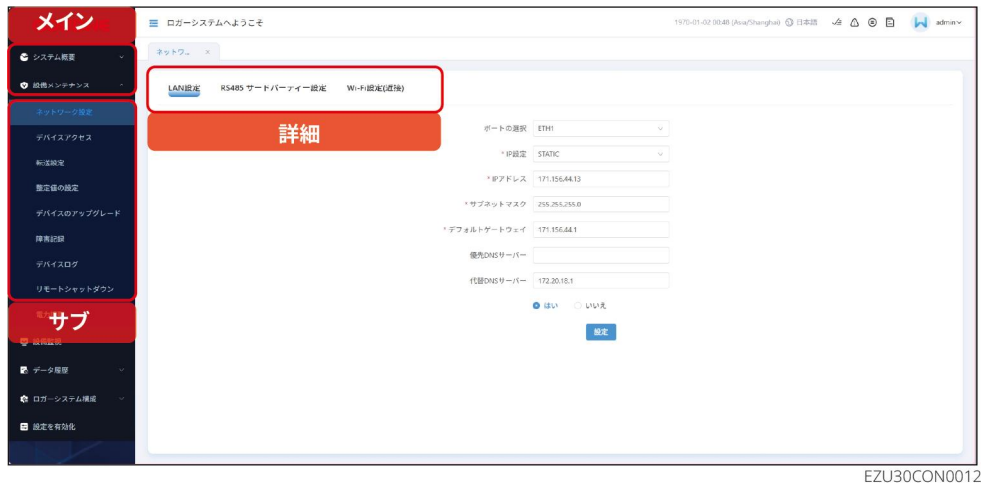 メイン
ロガーシステムへようこそ
1970-01-02 00:48 (Asia/Shanghai) 日本語 admin
システム概要
ネットワ... ×
設備メンテナンス
LAN設定 RS485 サードパーティー設定 Wi-Fi設定(近接)
詳細
ネットワーク設定
デバイスアクセス
転送設定
整定値の設定
デバイスのアップグレード
障害記録
デバイスログ
リモートシャットダウン
サブ
設備監視
データ履歴
ロガーシステム構成
設定を有効化
ポートの選択 ETH1
* IP設定 STATIC
* IPアドレス 171.156.44.13
* サブネットマスク 255.255.255.0
* デフォルトゲートウェイ 171.156.44.1
優先DNSサーバー
代替DNSサーバー 172.20.18.1
はい いいえ
設定
EZU30CON0012